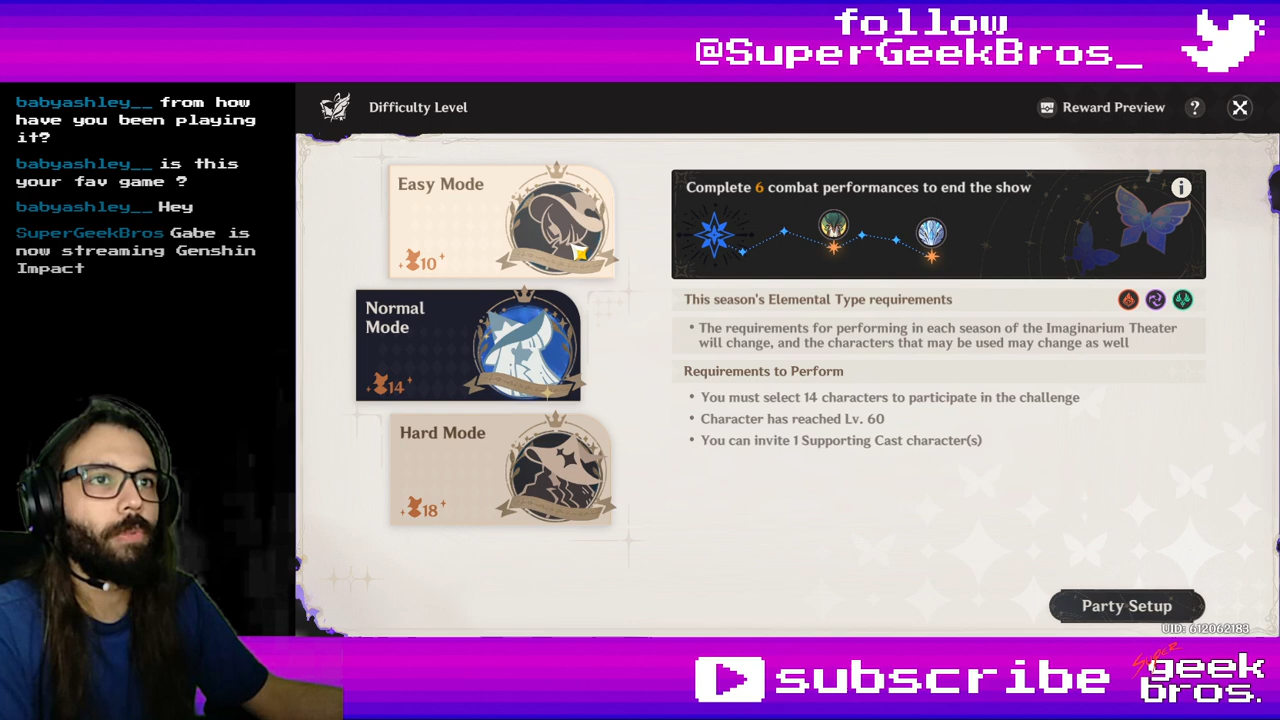 follow
@SuperGeekBros_
babyashley__ from how
have you been playing
it?
babyashley__ is this
your fav game ?
babyashley__ Hey
SuperGeekBros Gabe is
now streaming Genshin
Impact
Difficulty Level
Reward Preview
?
Easy Mode
10
Normal
Mode
14
Hard Mode
18
Complete 6 combat performances to end the show
i
This season's Elemental Type requirements
• The requirements for performing in each season of the Imaginarium Theater
will change, and the characters that may be used may change as well
Requirements to Perform
• You must select 14 characters to participate in the challenge
• Character has reached Lv. 60
• You can invite 1 Supporting Cast character(s)
Party Setup
UID: 612062183
subscribe
SUPER
geek
bros.